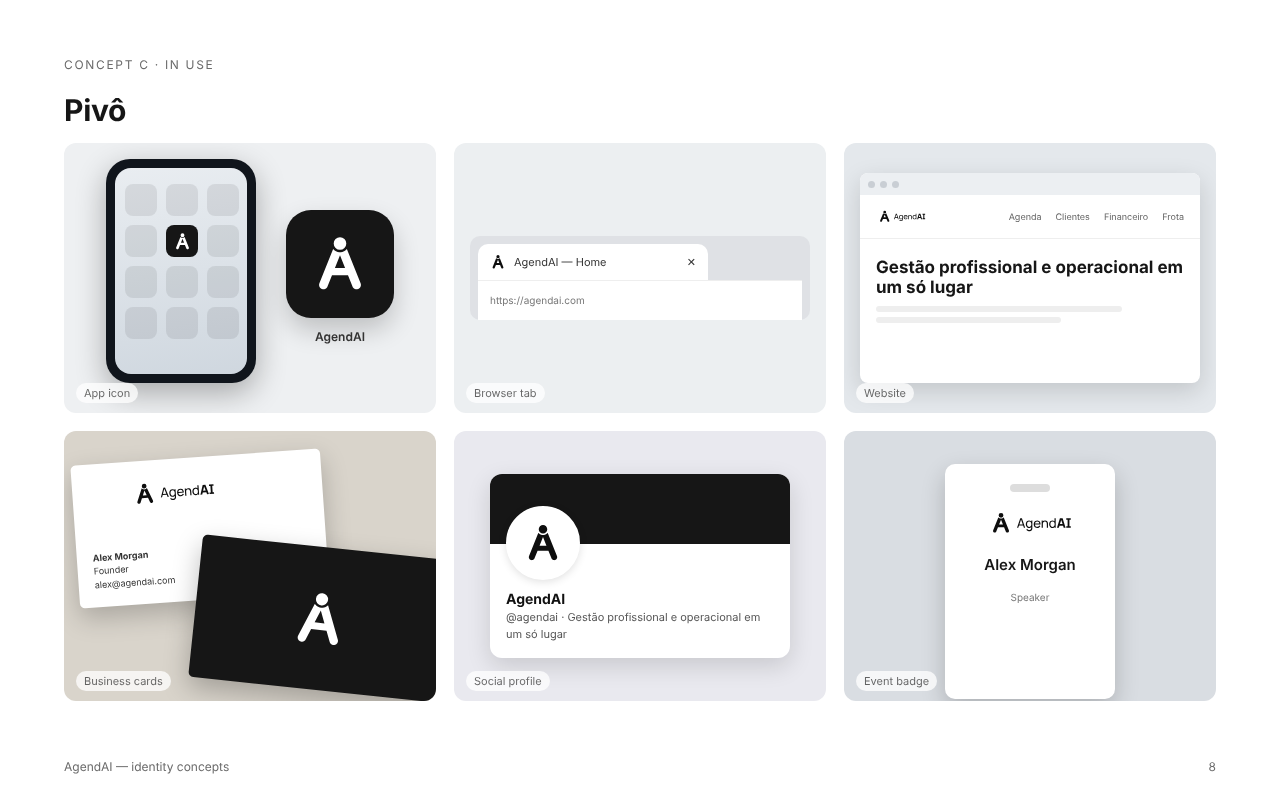 CONCEPT C · IN USE
Pivô
AgendAI
App icon
AgendAI — Home ×
https://agendai.com
Browser tab
AgendAI Agenda Clientes Financeiro Frota
Gestão profissional e operacional em
um só lugar
Website
AgendAI
Alex Morgan
Founder
alex@agendai.com
Business cards
AgendAI
@agendai · Gestão profissional e operacional em
um só lugar
Social profile
AgendAI
Alex Morgan
Speaker
Event badge
AgendAI — identity concepts
8